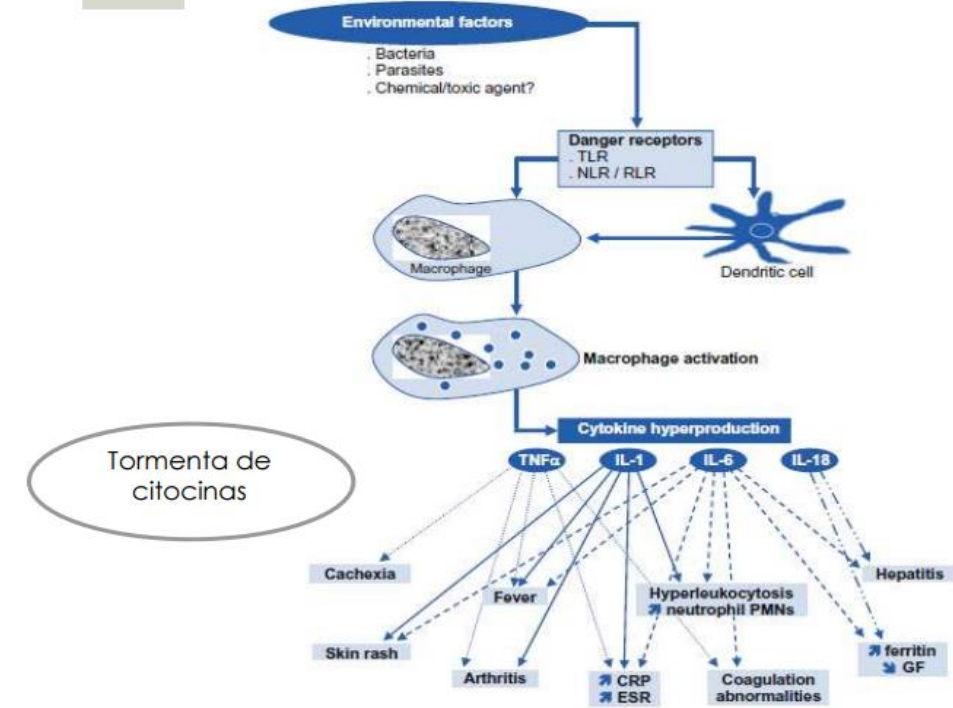 Environmental factors
. Bacteria
. Parasites
. Chemical/toxic agent?
Danger receptors
. TLR
. NLR / RLR
Macrophage
Dendritic cell
Macrophage activation
Cytokine hyperproduction
Tormenta de
citocinas
TNFα
IL-1
IL-6
IL-18
Cachexia
Fever
Hyperleukocytosis
↗ neutrophil PMNs
Hepatitis
Skin rash
Arthritis
↗ CRP
↗ ESR
Coagulation
abnormalities
↗ ferritin
↘ GF